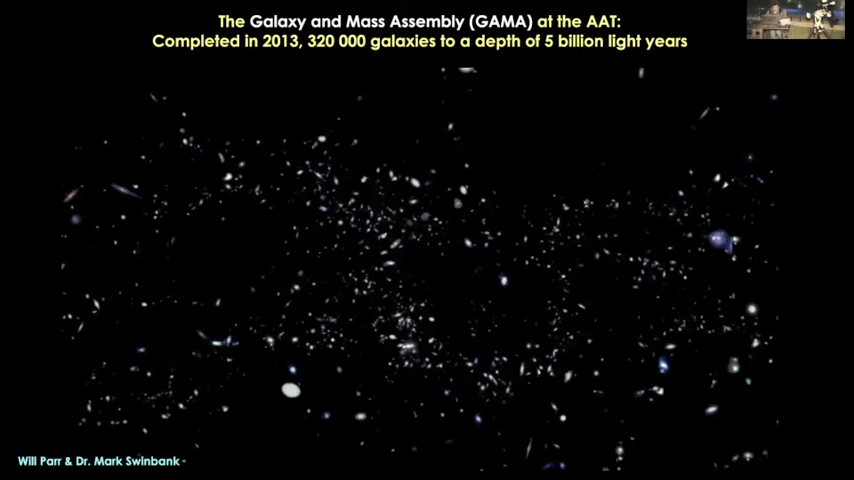 The Galaxy and Mass Assembly (GAMA) at the AAT:
Completed in 2013, 320 000 galaxies to a depth of 5 billion light years
Will Parr & Dr. Mark Swinbank